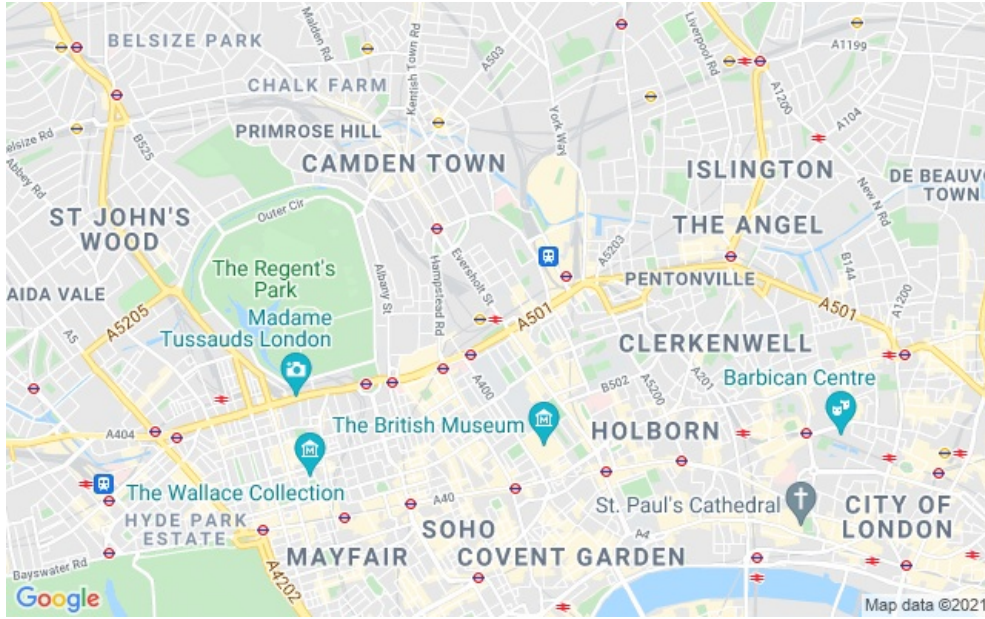 BELSIZE PARK
Malden Rd
Kentish Town Rd
A503
Liverpool Rd
A1199
CHALK FARM
A1200
A104
PRIMROSE HILL
York Way
elsize Rd
B525
Abbey Rd
CAMDEN TOWN
ISLINGTON
DE BEAUVO
TOWN
New N Rd
ST JOHN'S
WOOD
Outer Cir
THE ANGEL
Eversholt St
A5203
B144
The Regent's
Park
Albany St
Hampstead Rd
PENTONVILLE
AIDA VALE
A5205
A5
Madame
Tussauds London
A501
A501
A1200
CLERKENWELL
A400
B502
A5200
A201
Barbican Centre
A404
The British Museum
HOLBORN
The Wallace Collection
A40
St. Paul's Cathedral
CITY OF
LONDON
HYDE PARK
ESTATE
SOHO
A4
MAYFAIR
COVENT GARDEN
Bayswater Rd
A4202
Google
Map data ©2021